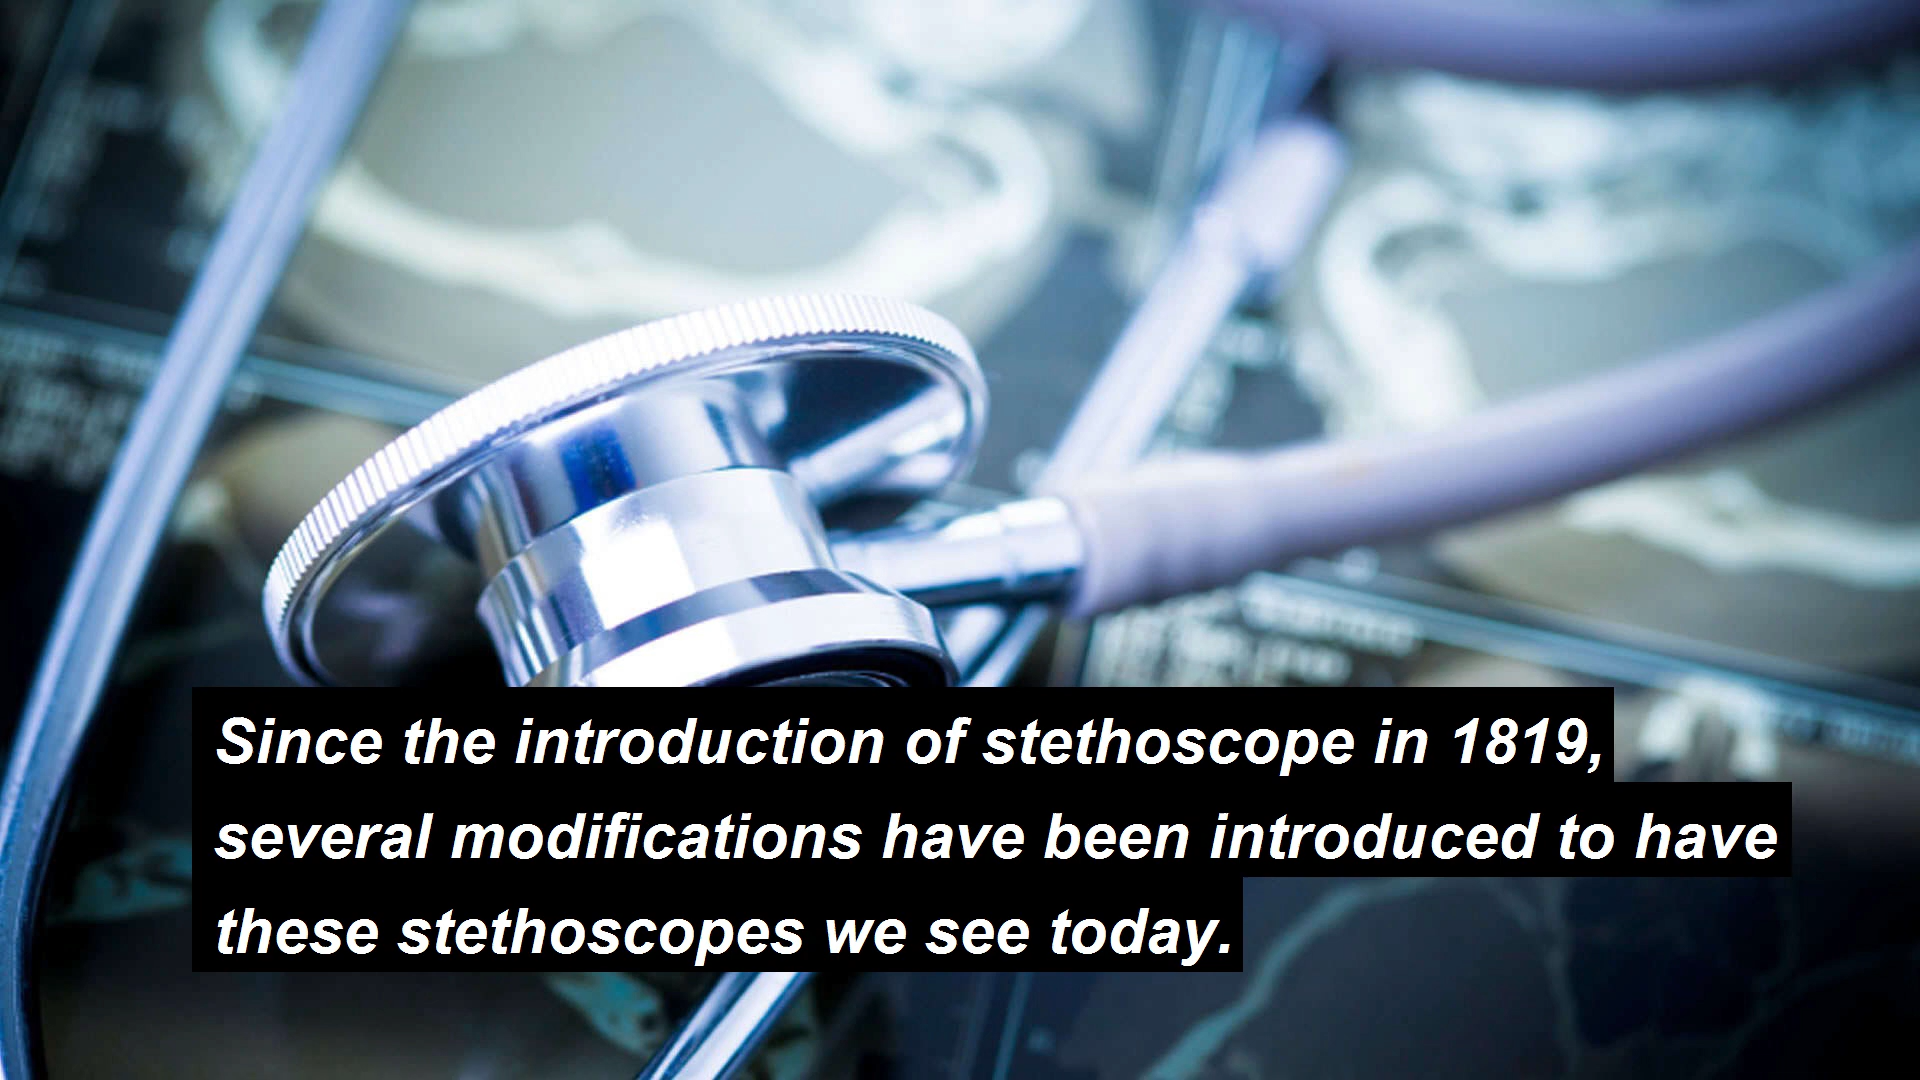 Since the introduction of stethoscope in 1819,
several modifications have been introduced to have
these stethoscopes we see today.